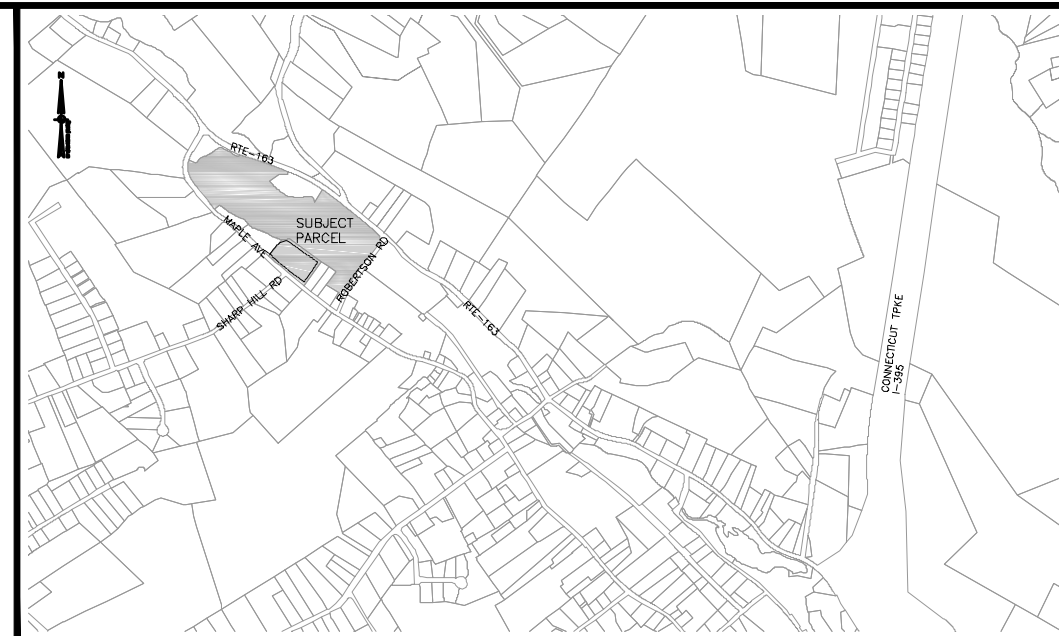 N
RTE-163
SUBJECT
PARCEL
MAPLE AVE
ROBERTSON RD
SHARP HILL RD
RTE-163
CONNECTICUT TPKE
I-395